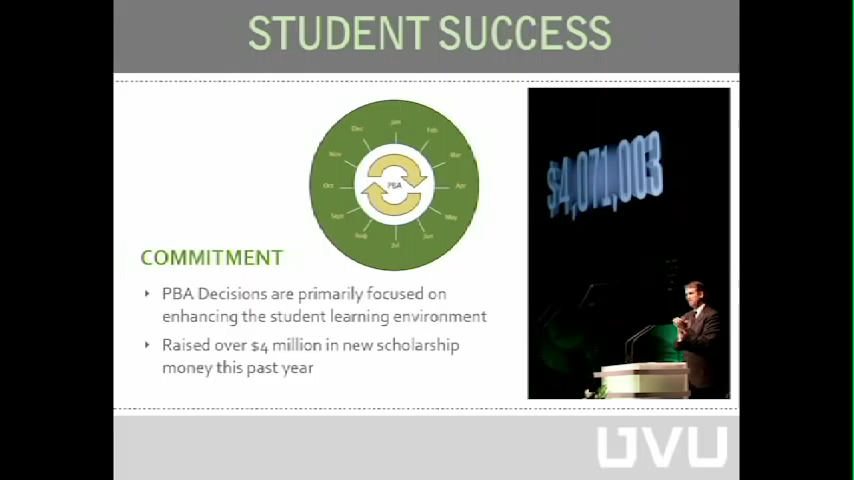 STUDENT SUCCESS
Jan
Feb
Mar
Apr
May
Jun
Jul
Aug
Sept
Oct
Nov
Dec
PBA
$4,071,003
COMMITMENT
PBA Decisions are primarily focused on
enhancing the student learning environment
Raised over $4 million in new scholarship
money this past year
UVU